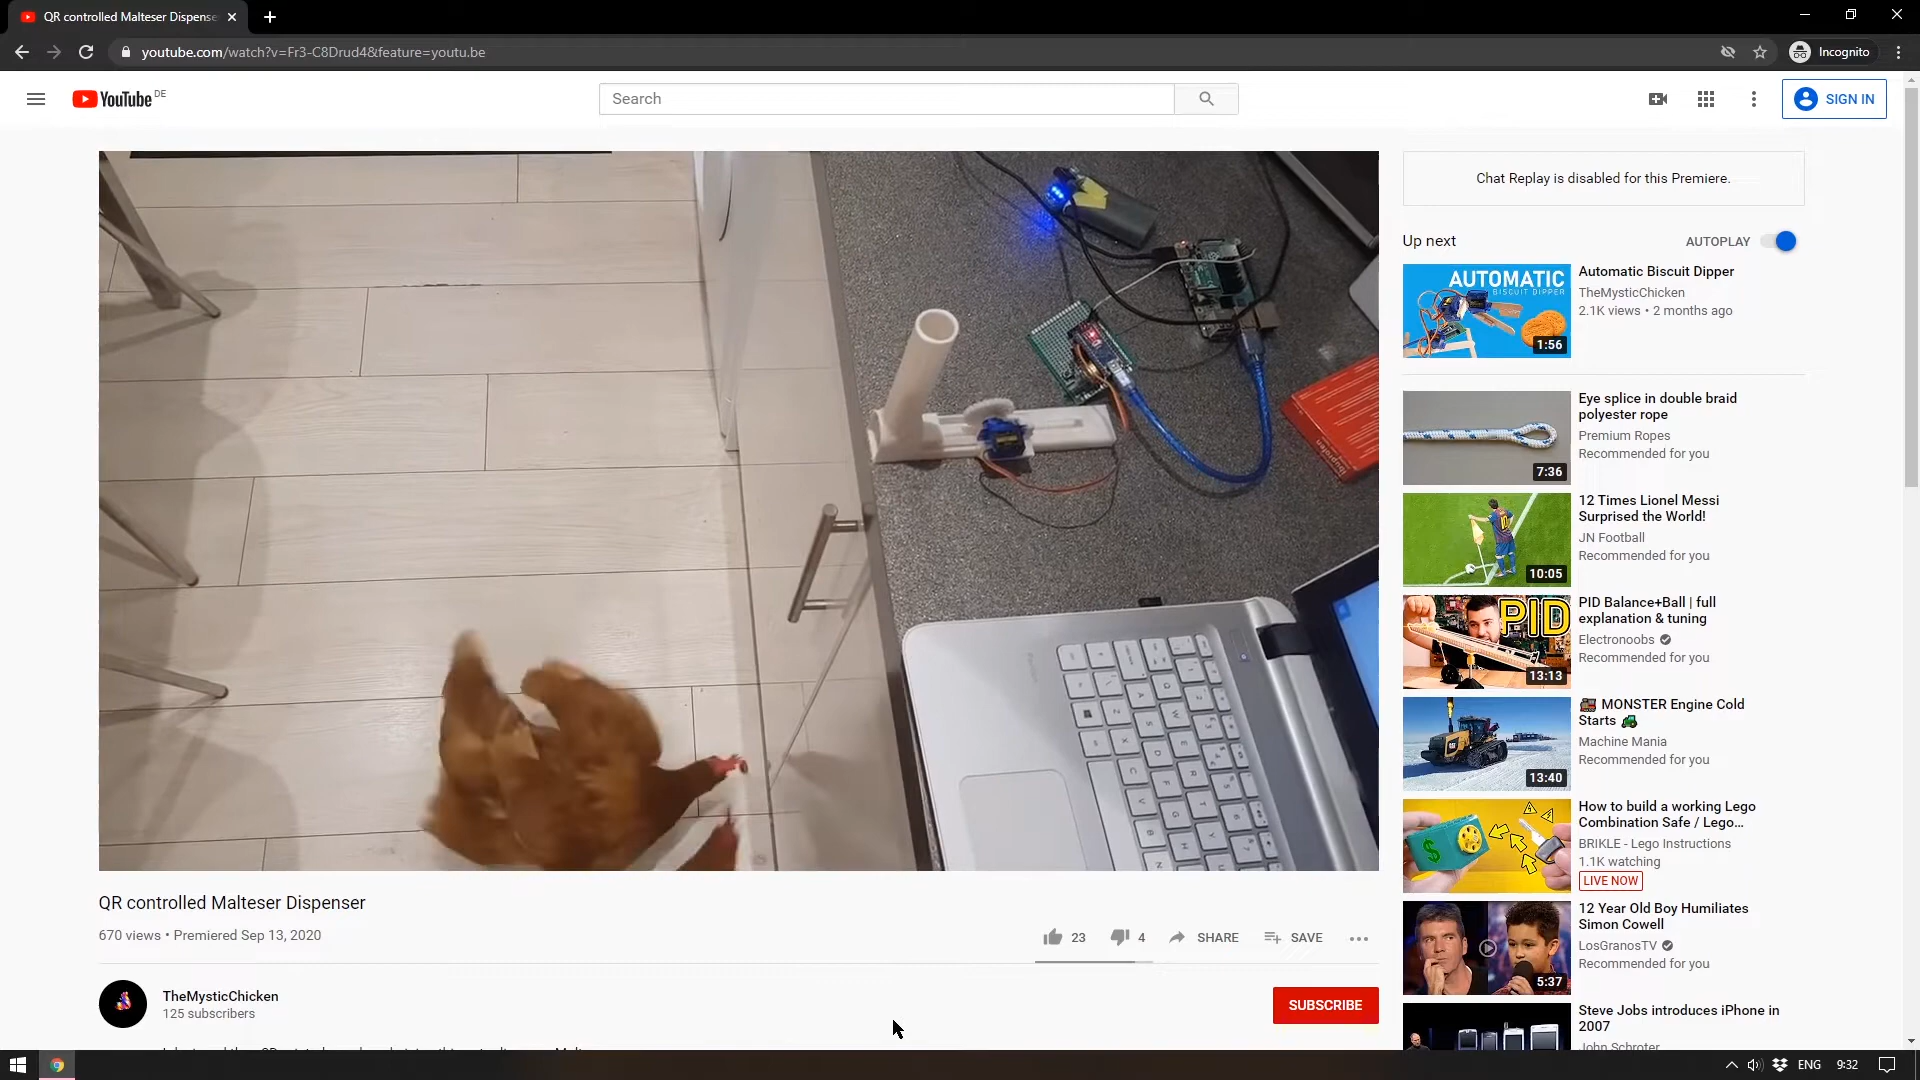 QR controlled Malteser Dispense
youtube.com/watch?v=Fr3-C8Drud4&feature=youtu.be
Incognito
YouTube DE
Search
SIGN IN
Chat Replay is disabled for this Premiere.
Up next
AUTOPLAY
AUTOMATIC
BISCUIT DIPPER
1:56
Automatic Biscuit Dipper
TheMysticChicken
2.1K views • 2 months ago
7:36
Eye splice in double braid
polyester rope
Premium Ropes
Recommended for you
10:05
12 Times Lionel Messi
Surprised the World!
JN Football
Recommended for you
PID
13:13
PID Balance+Ball | full
explanation & tuning
Electronoobs
Recommended for you
13:40
🚂 MONSTER Engine Cold
Starts 🚜
Machine Mania
Recommended for you
$
How to build a working Lego
Combination Safe / Lego...
BRIKLE - Lego Instructions
1.1K watching
LIVE NOW
5:37
12 Year Old Boy Humiliates
Simon Cowell
LosGranosTV
Recommended for you
Steve Jobs introduces iPhone in
2007
John Schroter
Ibuprofen
QR controlled Malteser Dispenser
670 views • Premiered Sep 13, 2020
23
4
SHARE
SAVE
TheMysticChicken
125 subscribers
SUBSCRIBE
ENG
9:32